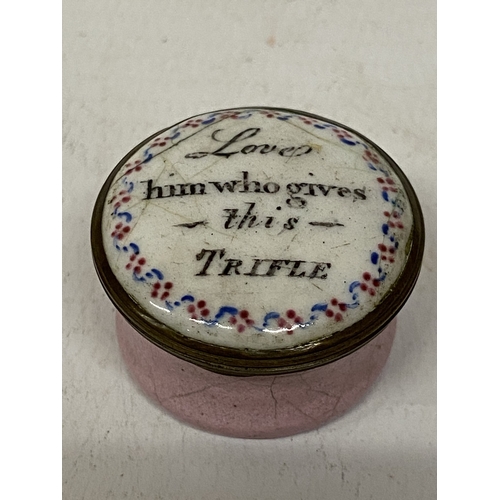 Love
him who gives
— this —
TRIFLE